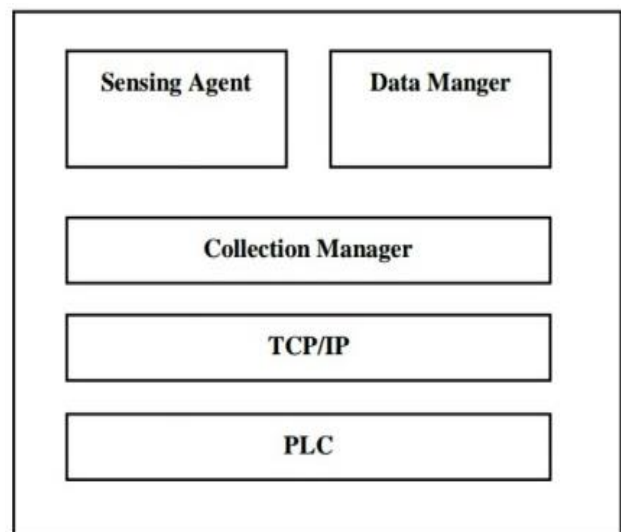 Sensing Agent
Data Manger
Collection Manager
TCP/IP
PLC